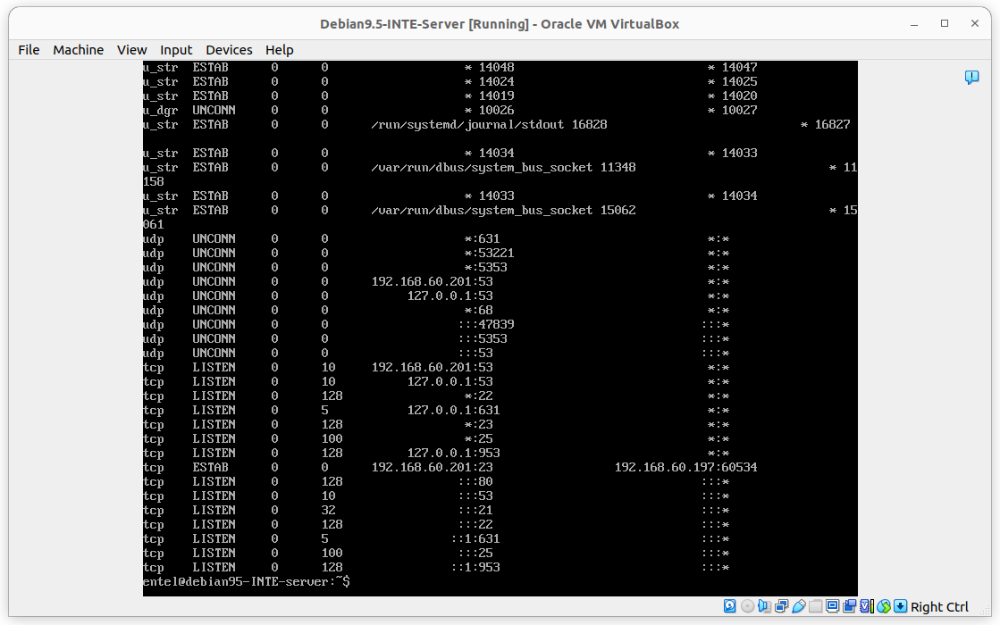 Debian9.5-INTE-Server [Running] - Oracle VM VirtualBox
File Machine View Input Devices Help
u_str ESTAB 0 0 * 14048 * 14047
u_str ESTAB 0 0 * 14024 * 14025
u_str ESTAB 0 0 * 14019 * 14020
u_dgr UNCONN 0 0 * 10026 * 10027
u_str ESTAB 0 0 /run/systemd/journal/stdout 16828 * 16827
u_str ESTAB 0 0 * 14034 * 14033
u_str ESTAB 0 0 /var/run/dbus/system_bus_socket 11348 * 11
158
u_str ESTAB 0 0 * 14033 * 14034
u_str ESTAB 0 0 /var/run/dbus/system_bus_socket 15062 * 15
061
udp UNCONN 0 0 *:631 *:*
udp UNCONN 0 0 *:53221 *:*
udp UNCONN 0 0 *:5353 *:*
udp UNCONN 0 0 192.168.60.201:53 *:*
udp UNCONN 0 0 127.0.0.1:53 *:*
udp UNCONN 0 0 *:68 *:*
udp UNCONN 0 0 :::47839 :::*
udp UNCONN 0 0 :::5353 :::*
udp UNCONN 0 0 :::53 :::*
tcp LISTEN 0 10 192.168.60.201:53 *:*
tcp LISTEN 0 10 127.0.0.1:53 *:*
tcp LISTEN 0 128 *:22 *:*
tcp LISTEN 0 5 127.0.0.1:631 *:*
tcp LISTEN 0 128 *:23 *:*
tcp LISTEN 0 100 *:25 *:*
tcp LISTEN 0 128 127.0.0.1:953 *:*
tcp ESTAB 0 0 192.168.60.201:23 192.168.60.197:60534
tcp LISTEN 0 128 :::80 :::*
tcp LISTEN 0 10 :::53 :::*
tcp LISTEN 0 32 :::21 :::*
tcp LISTEN 0 128 :::22 :::*
tcp LISTEN 0 5 ::1:631 :::*
tcp LISTEN 0 100 :::25 :::*
tcp LISTEN 0 128 ::1:953 :::*
entel@debian95-INTE-server:~$
Right Ctrl